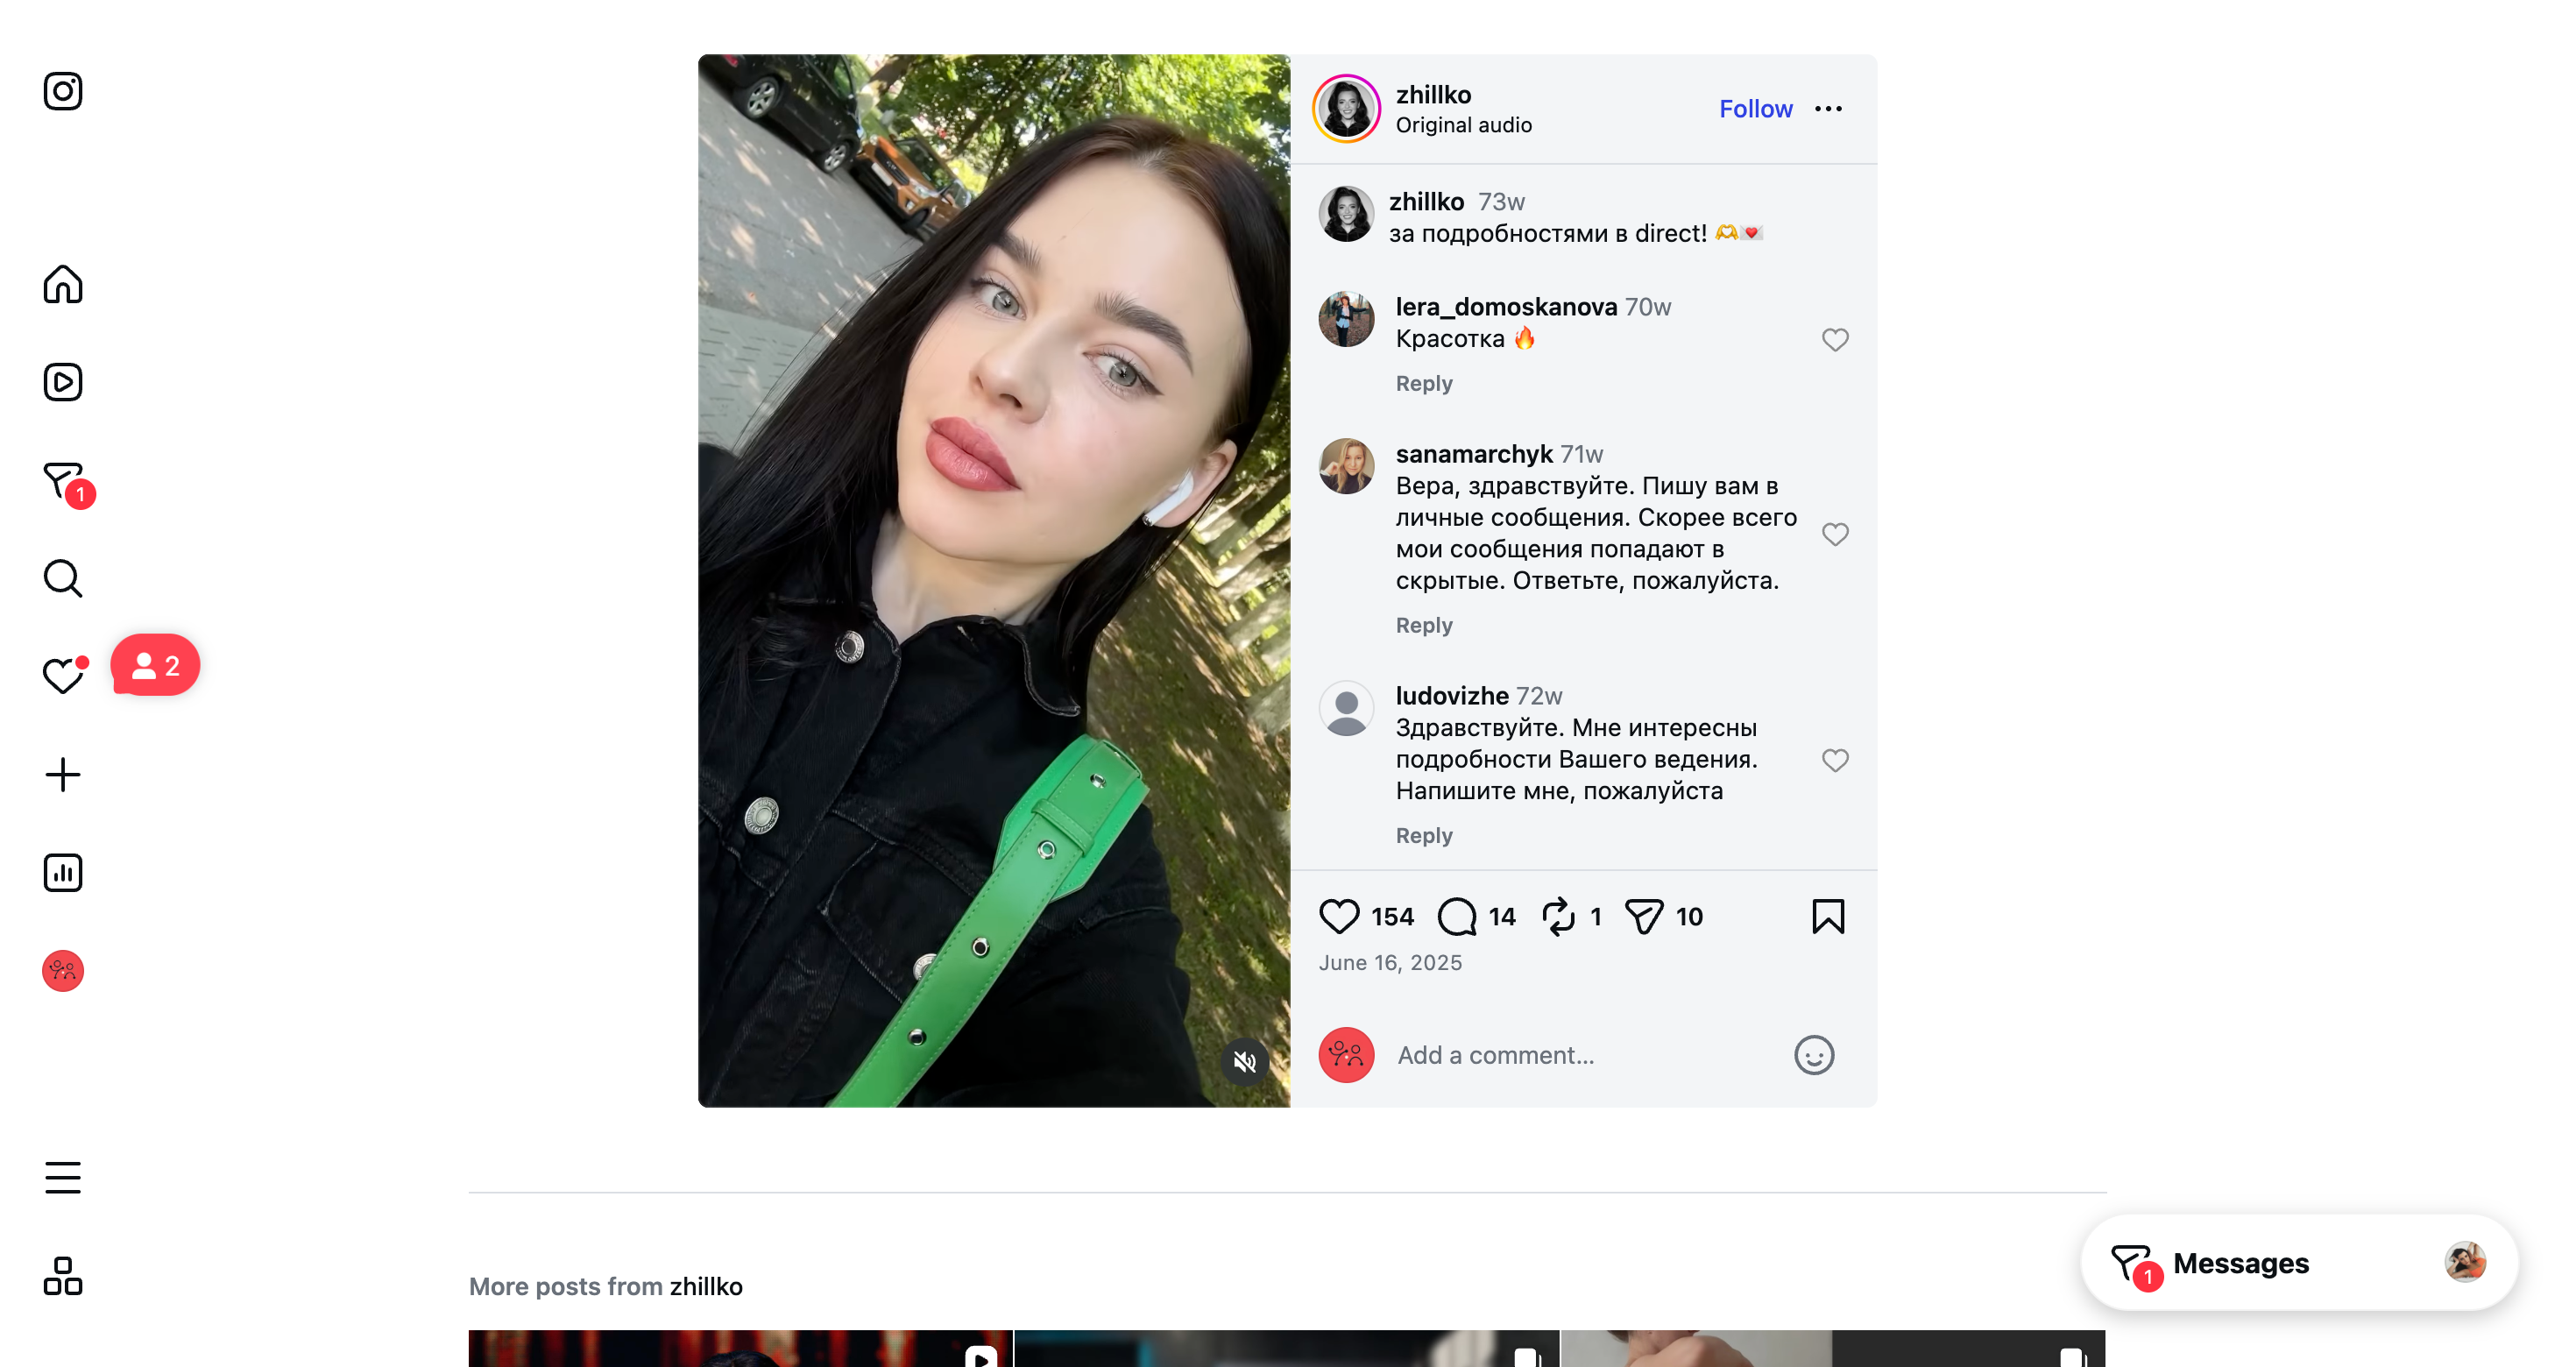 zhillko
Original audio
Follow
zhillko 73w
за подробностями в direct! 🫶💌
lera_domoskanova 70w
Красотка 🔥
Reply
sanamarchyk 71w
Вера, здравствуйте. Пишу вам в
личные сообщения. Скорее всего
мои сообщения попадают в
скрытые. Ответьте, пожалуйста.
Reply
ludovizhe 72w
Здравствуйте. Мне интересны
подробности Вашего ведения.
Напишите мне, пожалуйста
Reply
154 14 1 10
June 16, 2025
Add a comment...
1
2
More posts from zhillko
1 Messages